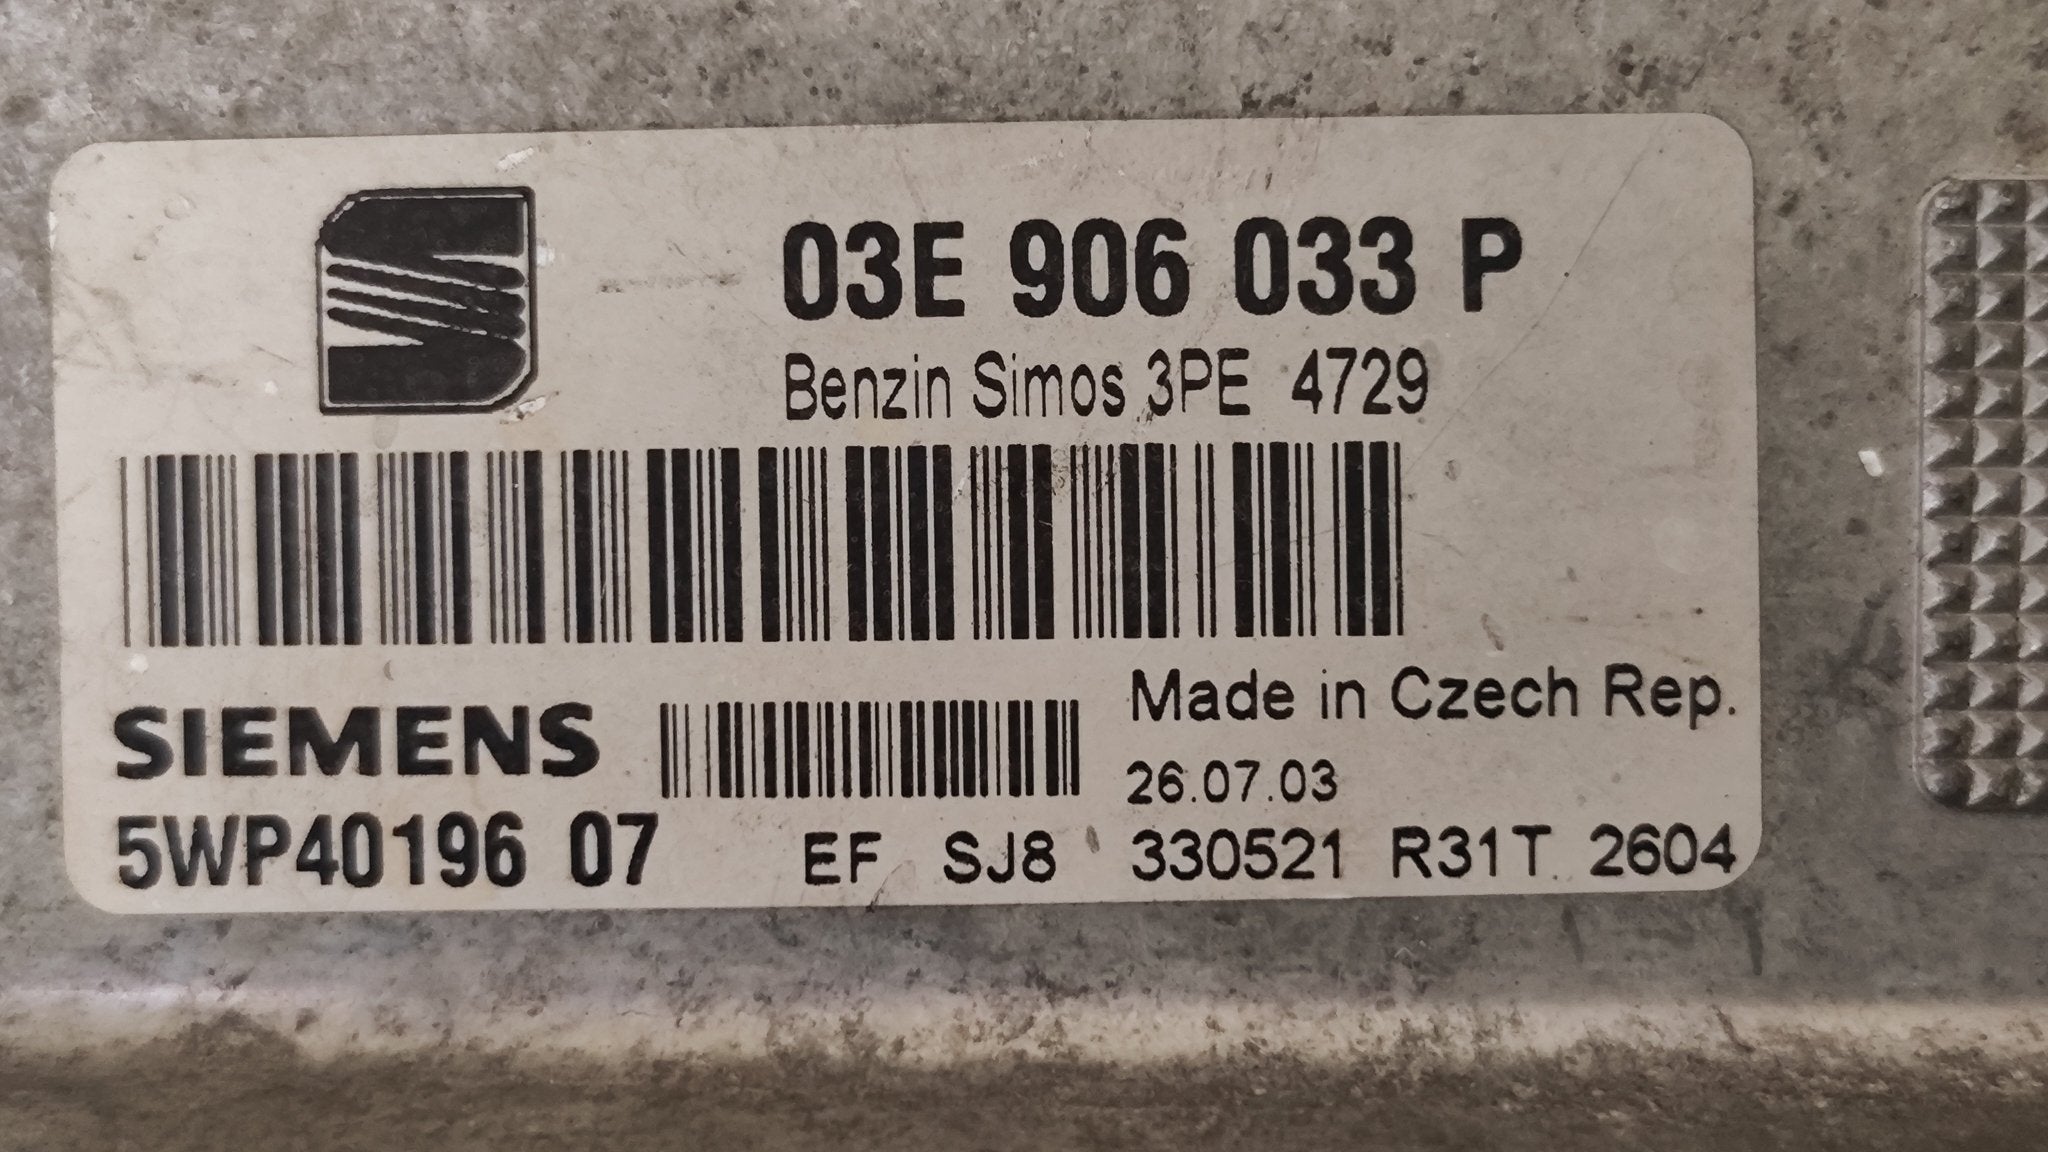 03E 906 033 P
Benzin Simos 3PE 4729
SIEMENS
Made in Czech Rep.
26.07.03
5WP40196 07
EF SJ8 330521 R31T 2604